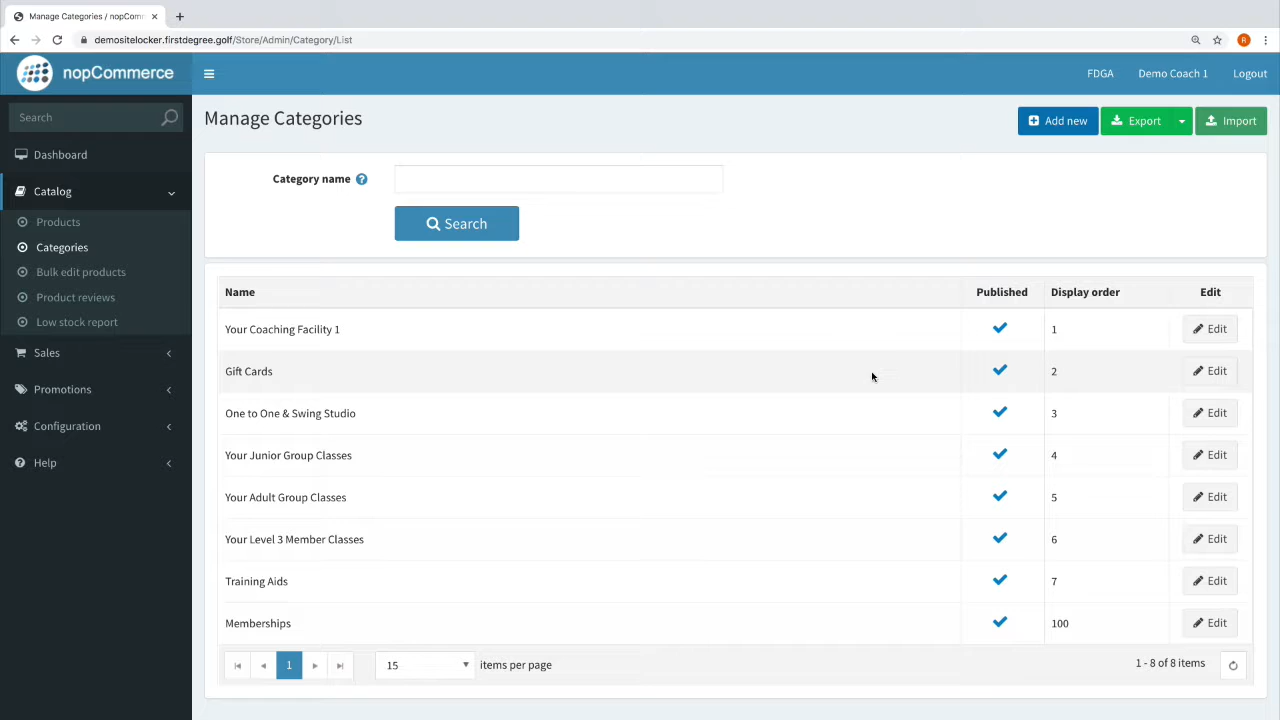 Manage Categories / nopCom
demositelocker.firstdegree.golf/Store/Admin/Category/List
R
nopCommerce
FDGA
Demo Coach 1
Logout
Search
Dashboard
Catalog
Products
Categories
Bulk edit products
Product reviews
Low stock report
Sales
Promotions
Configuration
Help
Manage Categories
Add new
Export
Import
Category name
Search
Name Published Display order Edit
Your Coaching Facility 1 1 Edit
Gift Cards 2 Edit
One to One & Swing Studio 3 Edit
Your Junior Group Classes 4 Edit
Your Adult Group Classes 5 Edit
Your Level 3 Member Classes 6 Edit
Training Aids 7 Edit
Memberships 100 Edit
1 15 items per page 1 - 8 of 8 items